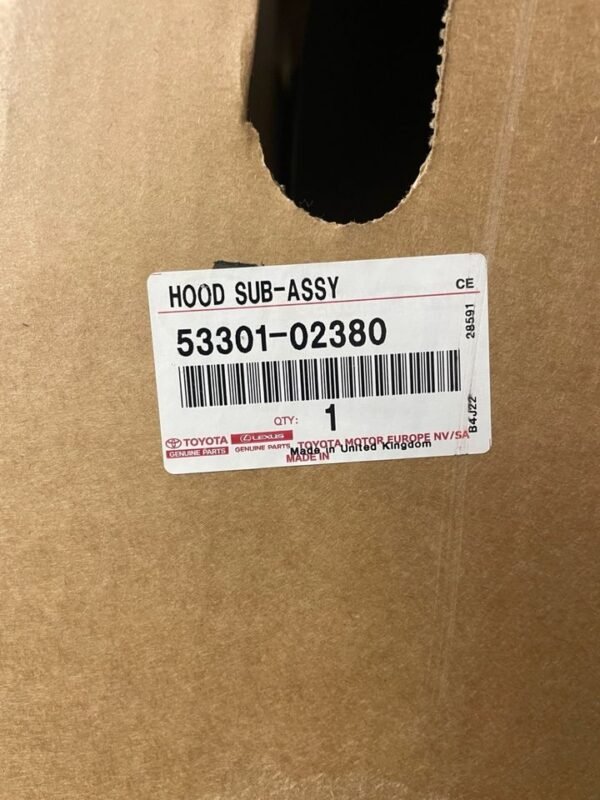 HOOD SUB-ASSY
CE
53301-02380
28591
QTY: 1
B4J22
TOYOTA
GENUINE PARTS
LEXUS
GENUINE PARTS
TOYOTA MOTOR EUROPE NV/SA
Made in United Kingdom
MADE IN